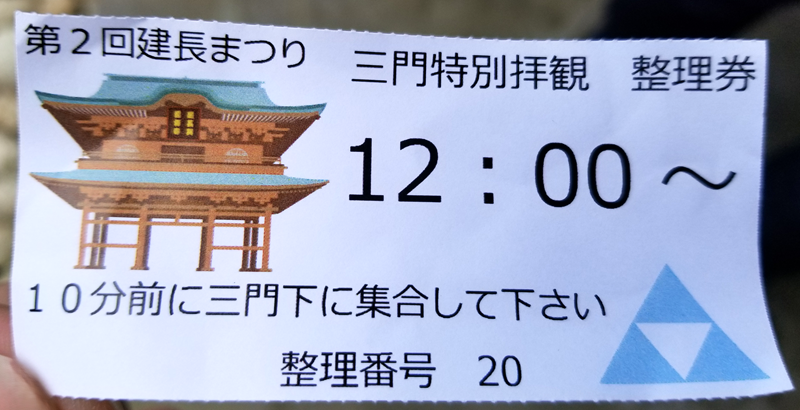 第２回建長まつり
三門特別拝観　整理券
12：00～
１０分前に三門下に集合して下さい
整理番号　20